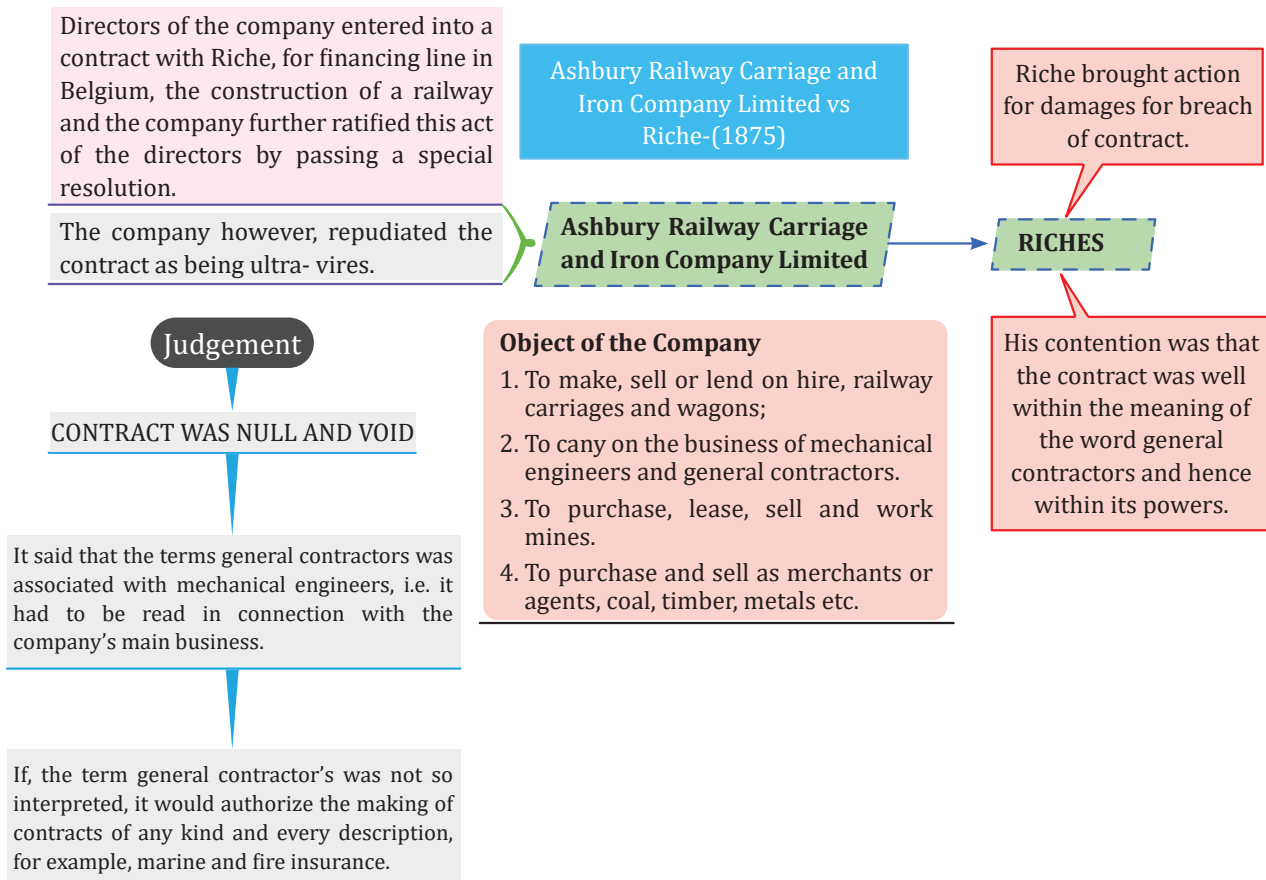 Directors of the company entered into a
contract with Riche, for financing line in
Belgium, the construction of a railway
and the company further ratified this act
of the directors by passing a special
resolution.
The company however, repudiated the
contract as being ultra- vires.
Ashbury Railway Carriage and
Iron Company Limited vs
Riche-(1875)
Ashbury Railway Carriage
and Iron Company Limited
Riche brought action
for damages for breach
of contract.
RICHES
His contention was that
the contract was well
within the meaning of
the word general
contractors and hence
within its powers.
Judgement
CONTRACT WAS NULL AND VOID
It said that the terms general contractors was
associated with mechanical engineers, i.e. it
had to be read in connection with the
company's main business.
If, the term general contractor's was not so
interpreted, it would authorize the making of
contracts of any kind and every description,
for example, marine and fire insurance.
Object of the Company
1. To make, sell or lend on hire, railway
carriages and wagons;
2. To cany on the business of mechanical
engineers and general contractors.
3. To purchase, lease, sell and work
mines.
4. To purchase and sell as merchants or
agents, coal, timber, metals etc.